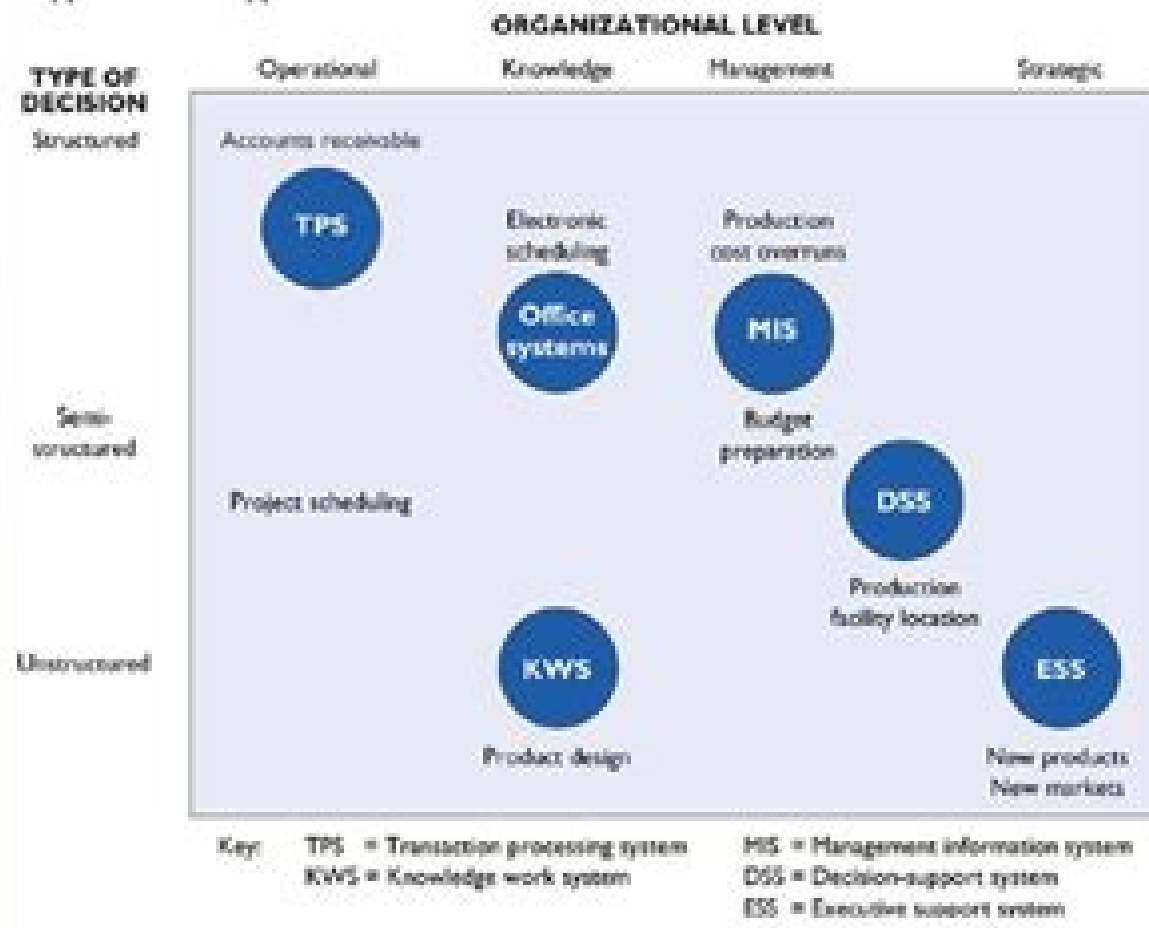 ORGANIZATIONAL LEVEL
TYPE OF
DECISION
Operational
Knowledge
Management
Strategic
Structured
Accounts receivable
TPS
Electronic
scheduling
Office
systems
Production
cost overruns
MIS
Semi-
structured
Budget
preparation
Project scheduling
DSS
Production
facility location
Unstructured
KWS
Product design
ESS
New products
New markets
Key:
TPS = Transaction processing system
KWS = Knowledge work system
MIS = Management information system
DSS = Decision-support system
ESS = Executive support system